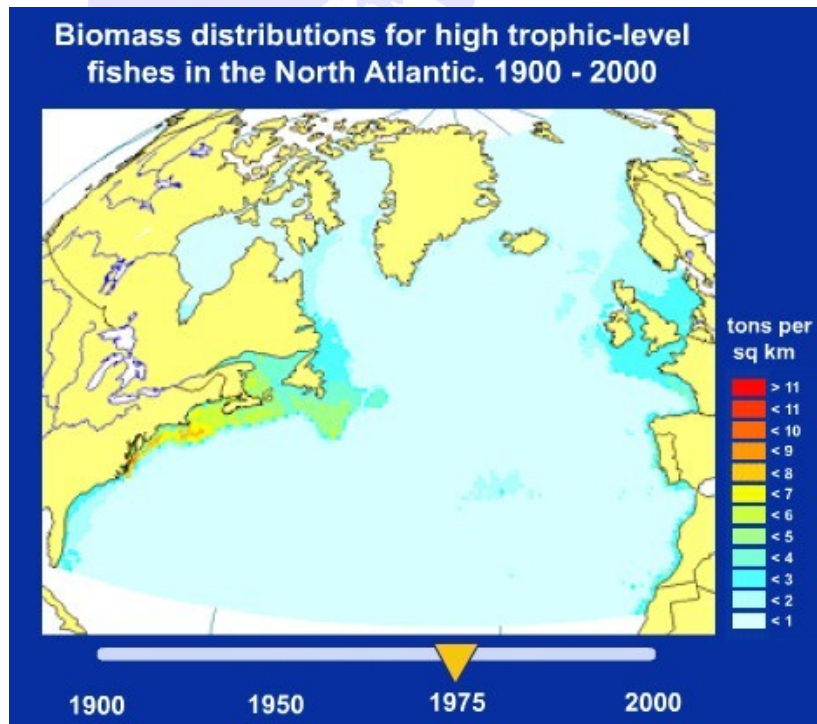 Biomass distributions for high trophic-level
fishes in the North Atlantic. 1900 - 2000
tons per
sq km
> 11
< 11
< 10
< 9
< 8
< 7
< 6
< 5
< 4
< 3
< 2
< 1
1900 1950 1975 2000